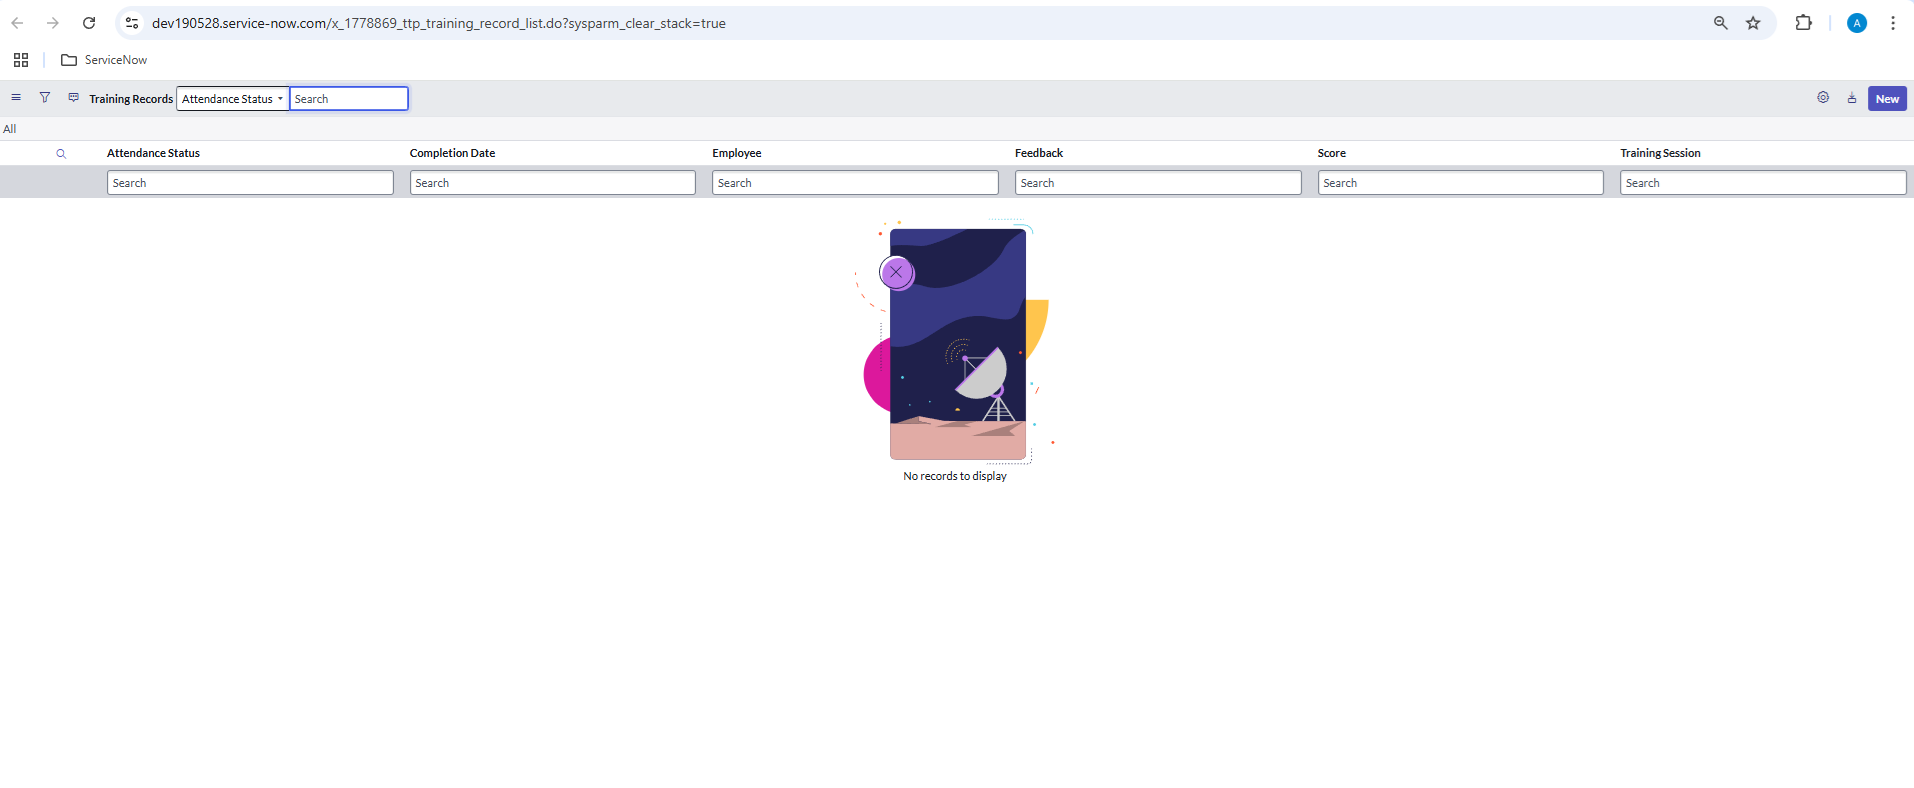 dev190528.service-now.com/x_1778869_ttp_training_record_list.do?sysparm_clear_stack=true
A
ServiceNow
Training Records Attendance Status Search New
All
Attendance Status Completion Date Employee Feedback Score Training Session
Search Search Search Search Search Search
No records to display